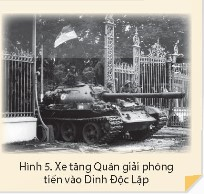 Hình 5. Xe tăng Quân giải phóng
tiến vào Dinh Độc Lập